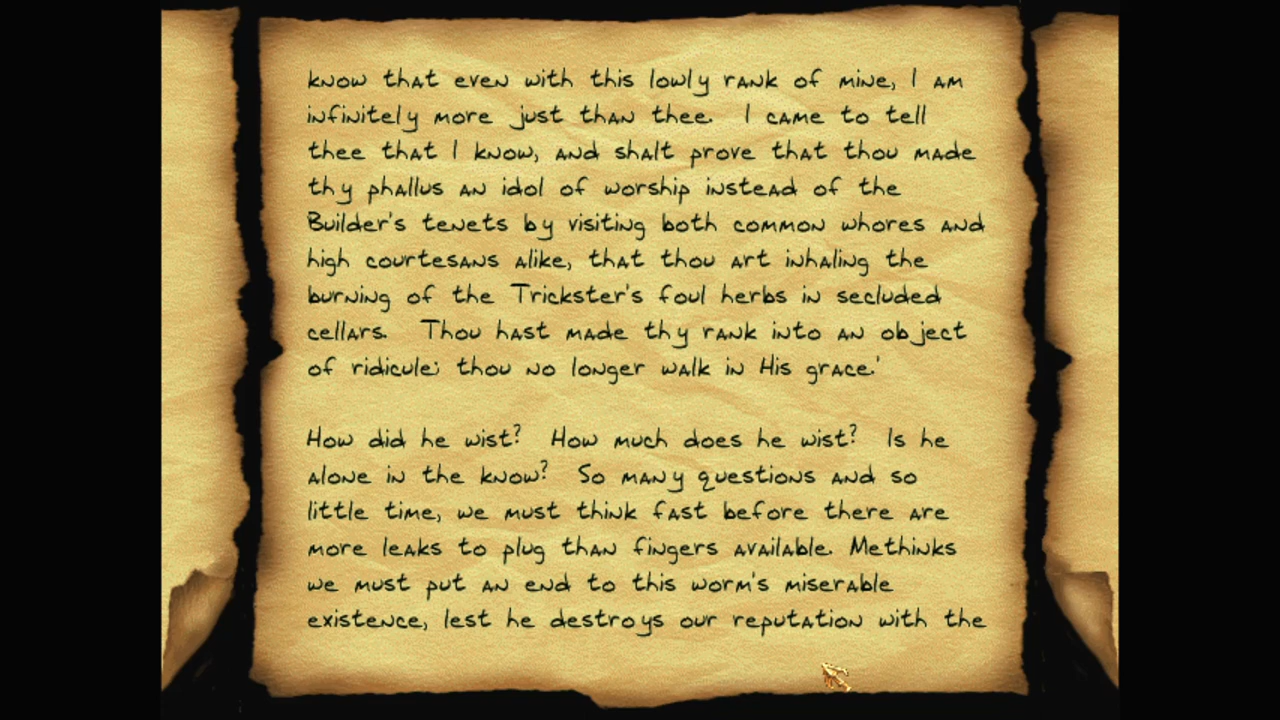 know that even with this lowly rank of mine, I am
infinitely more just than thee.  I came to tell
thee that I know, and shalt prove that thou made
thy phallus an idol of worship instead of the
Builder's tenets by visiting both common whores and
high courtesans alike, that thou art inhaling the
burning of the Trickster's foul herbs in secluded
cellars.  Thou hast made thy rank into an object
of ridicule; thou no longer walk in His grace.'

How did he wist?  How much does he wist?  Is he
alone in the know?  So many questions and so
little time, we must think fast before there are
more leaks to plug than fingers available. Methinks
we must put an end to this worm's miserable
existence, lest he destroys our reputation with the